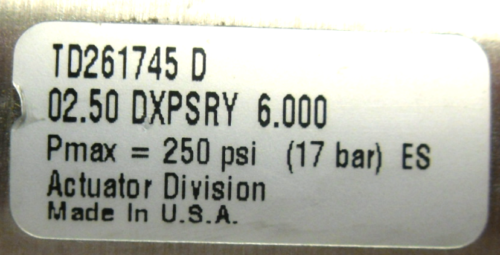 TD261745 D
02.50 DXPSRY 6.000
Pmax = 250 psi (17 bar) ES
Actuator Division
Made In U.S.A.